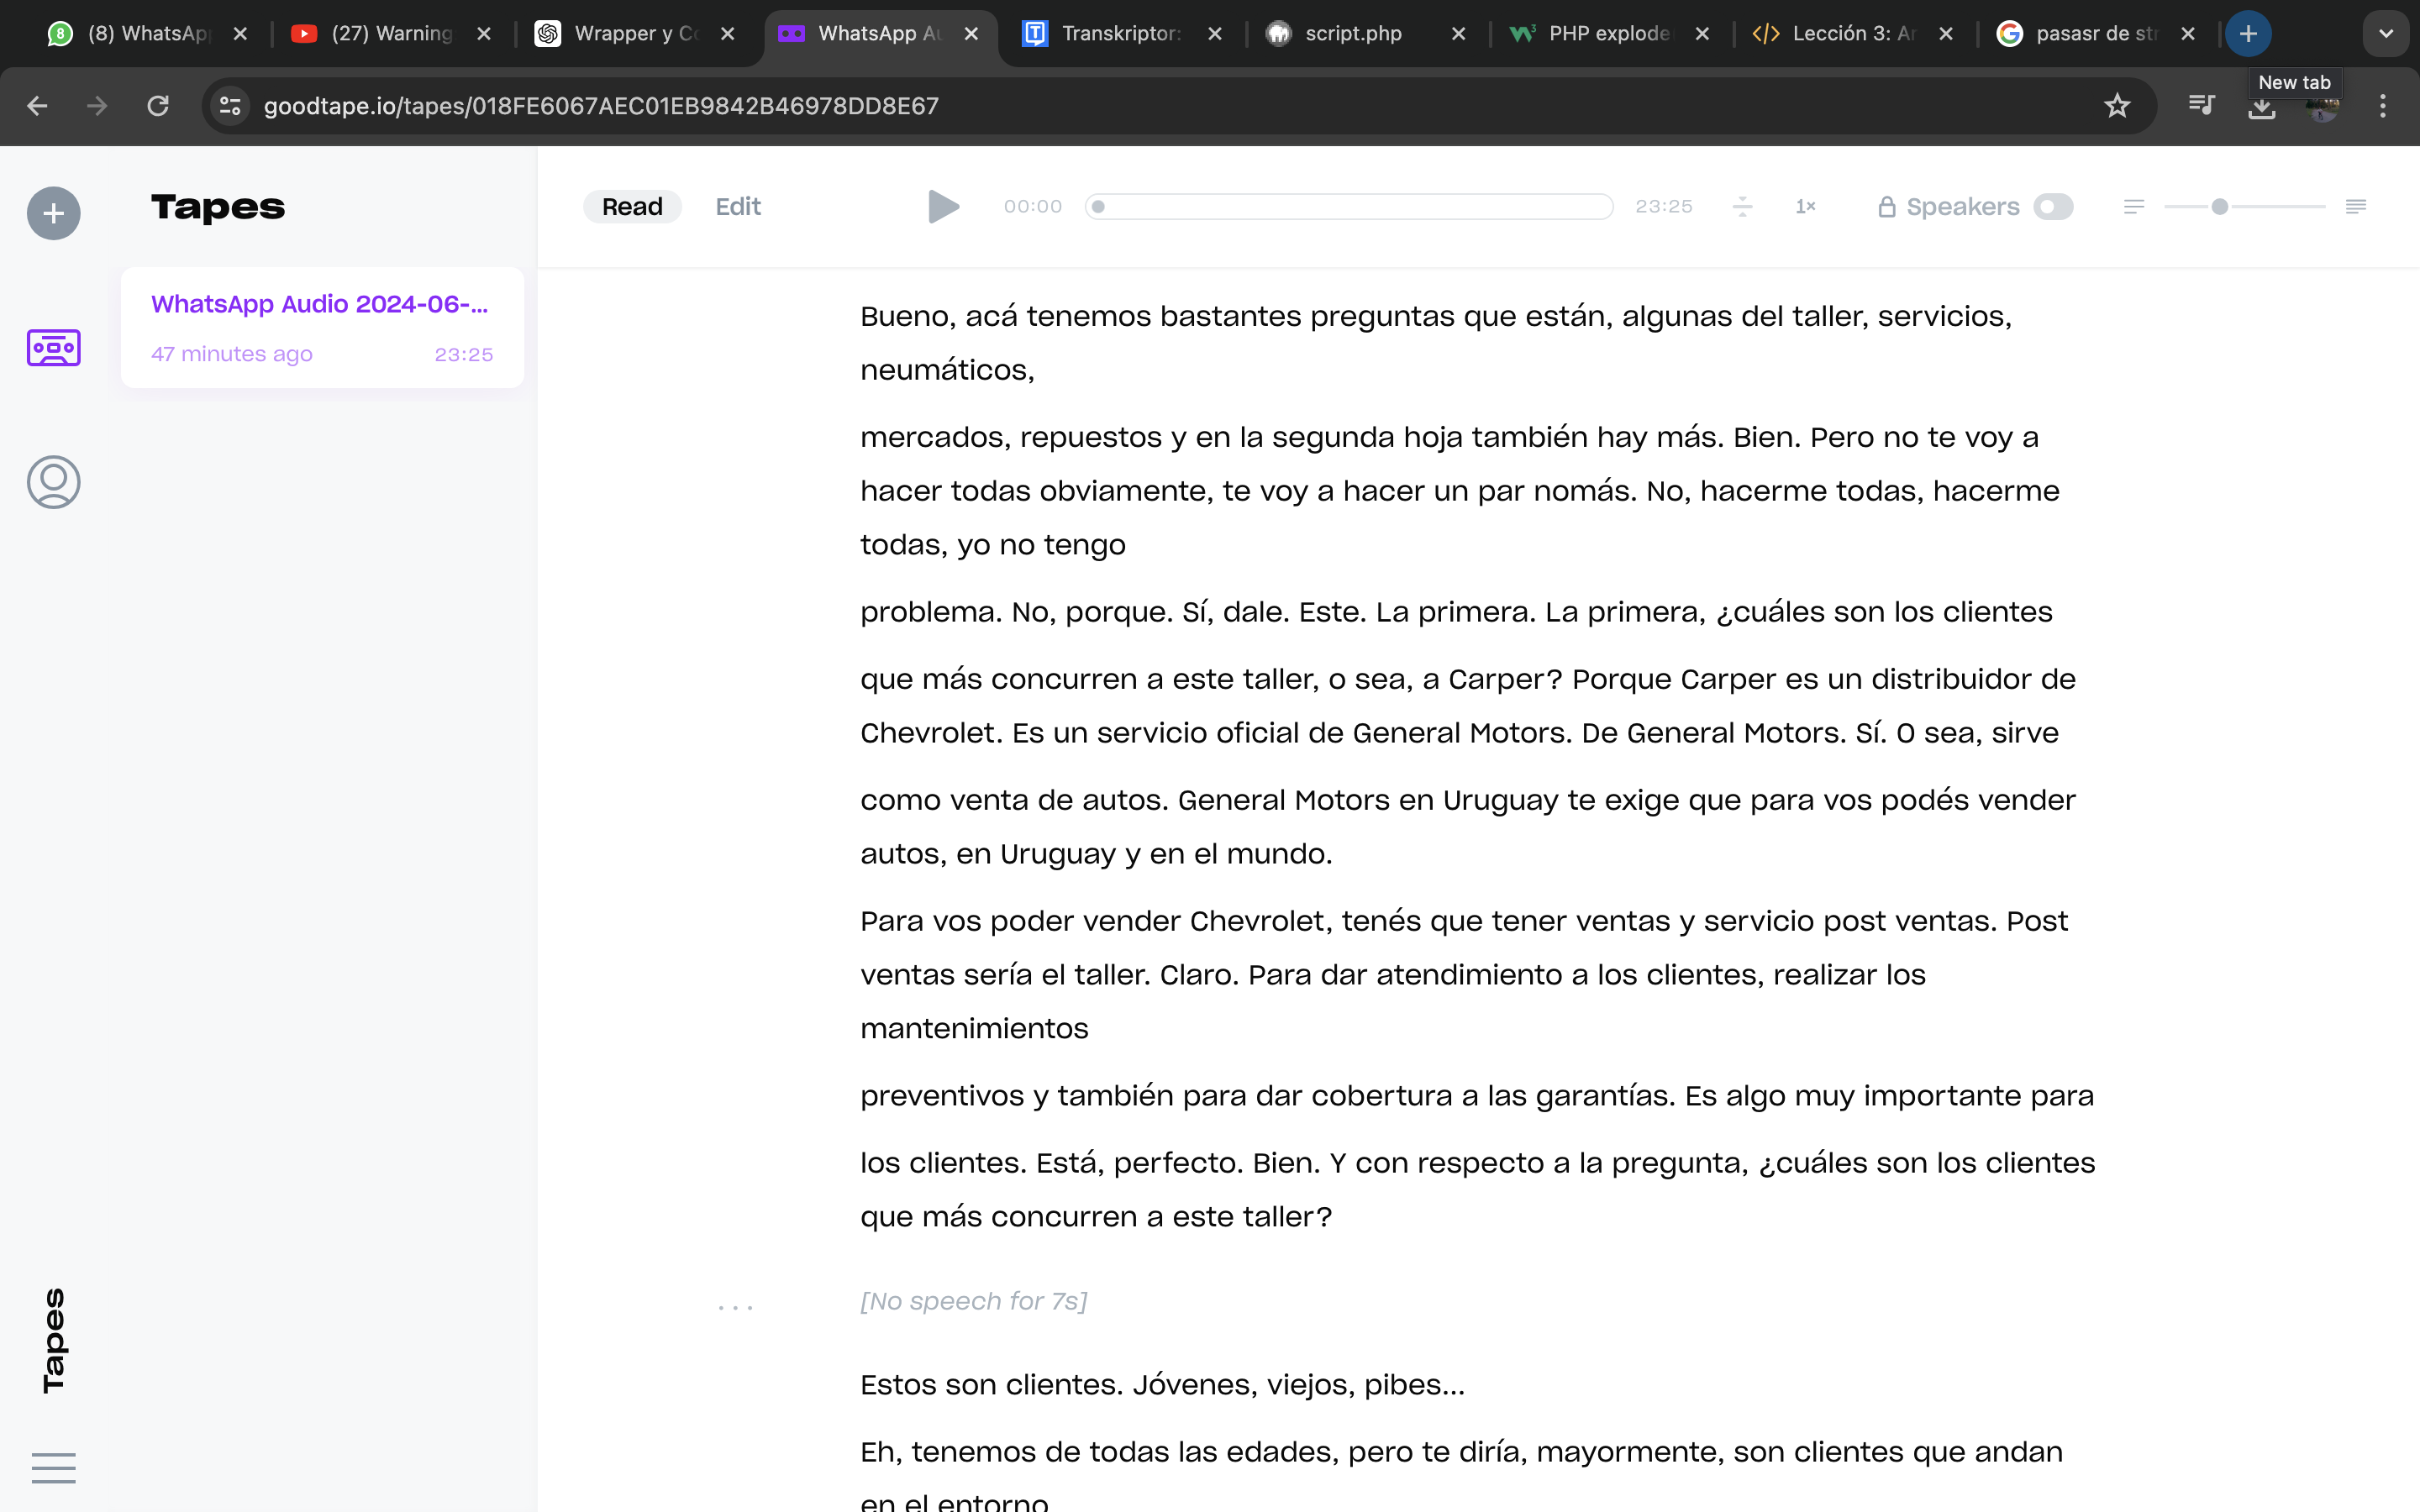 (8) WhatsApp
(27) Warning
Wrapper y Co
WhatsApp Au
Transkriptor:
script.php
PHP explode
Lección 3: Ar
pasasr de str
New tab
goodtape.io/tapes/018FE6067AEC01EB9842B46978DD8E67
Tapes
Read
Edit
00:00
23:25
1×
Speakers
WhatsApp Audio 2024-06-...
47 minutes ago
23:25
Bueno, acá tenemos bastantes preguntas que están, algunas del taller, servicios,
neumáticos,
mercados, repuestos y en la segunda hoja también hay más. Bien. Pero no te voy a
hacer todas obviamente, te voy a hacer un par nomás. No, hacerme todas, hacerme
todas, yo no tengo
problema. No, porque. Sí, dale. Este. La primera. La primera, ¿cuáles son los clientes
que más concurren a este taller, o sea, a Carper? Porque Carper es un distribuidor de
Chevrolet. Es un servicio oficial de General Motors. De General Motors. Sí. O sea, sirve
como venta de autos. General Motors en Uruguay te exige que para vos podés vender
autos, en Uruguay y en el mundo.
Para vos poder vender Chevrolet, tenés que tener ventas y servicio post ventas. Post
ventas sería el taller. Claro. Para dar atendimiento a los clientes, realizar los
mantenimientos
preventivos y también para dar cobertura a las garantías. Es algo muy importante para
los clientes. Está, perfecto. Bien. Y con respecto a la pregunta, ¿cuáles son los clientes
que más concurren a este taller?
...
[No speech for 7s]
Estos son clientes. Jóvenes, viejos, pibes...
Eh, tenemos de todas las edades, pero te diría, mayormente, son clientes que andan
en el entorno
Tapes